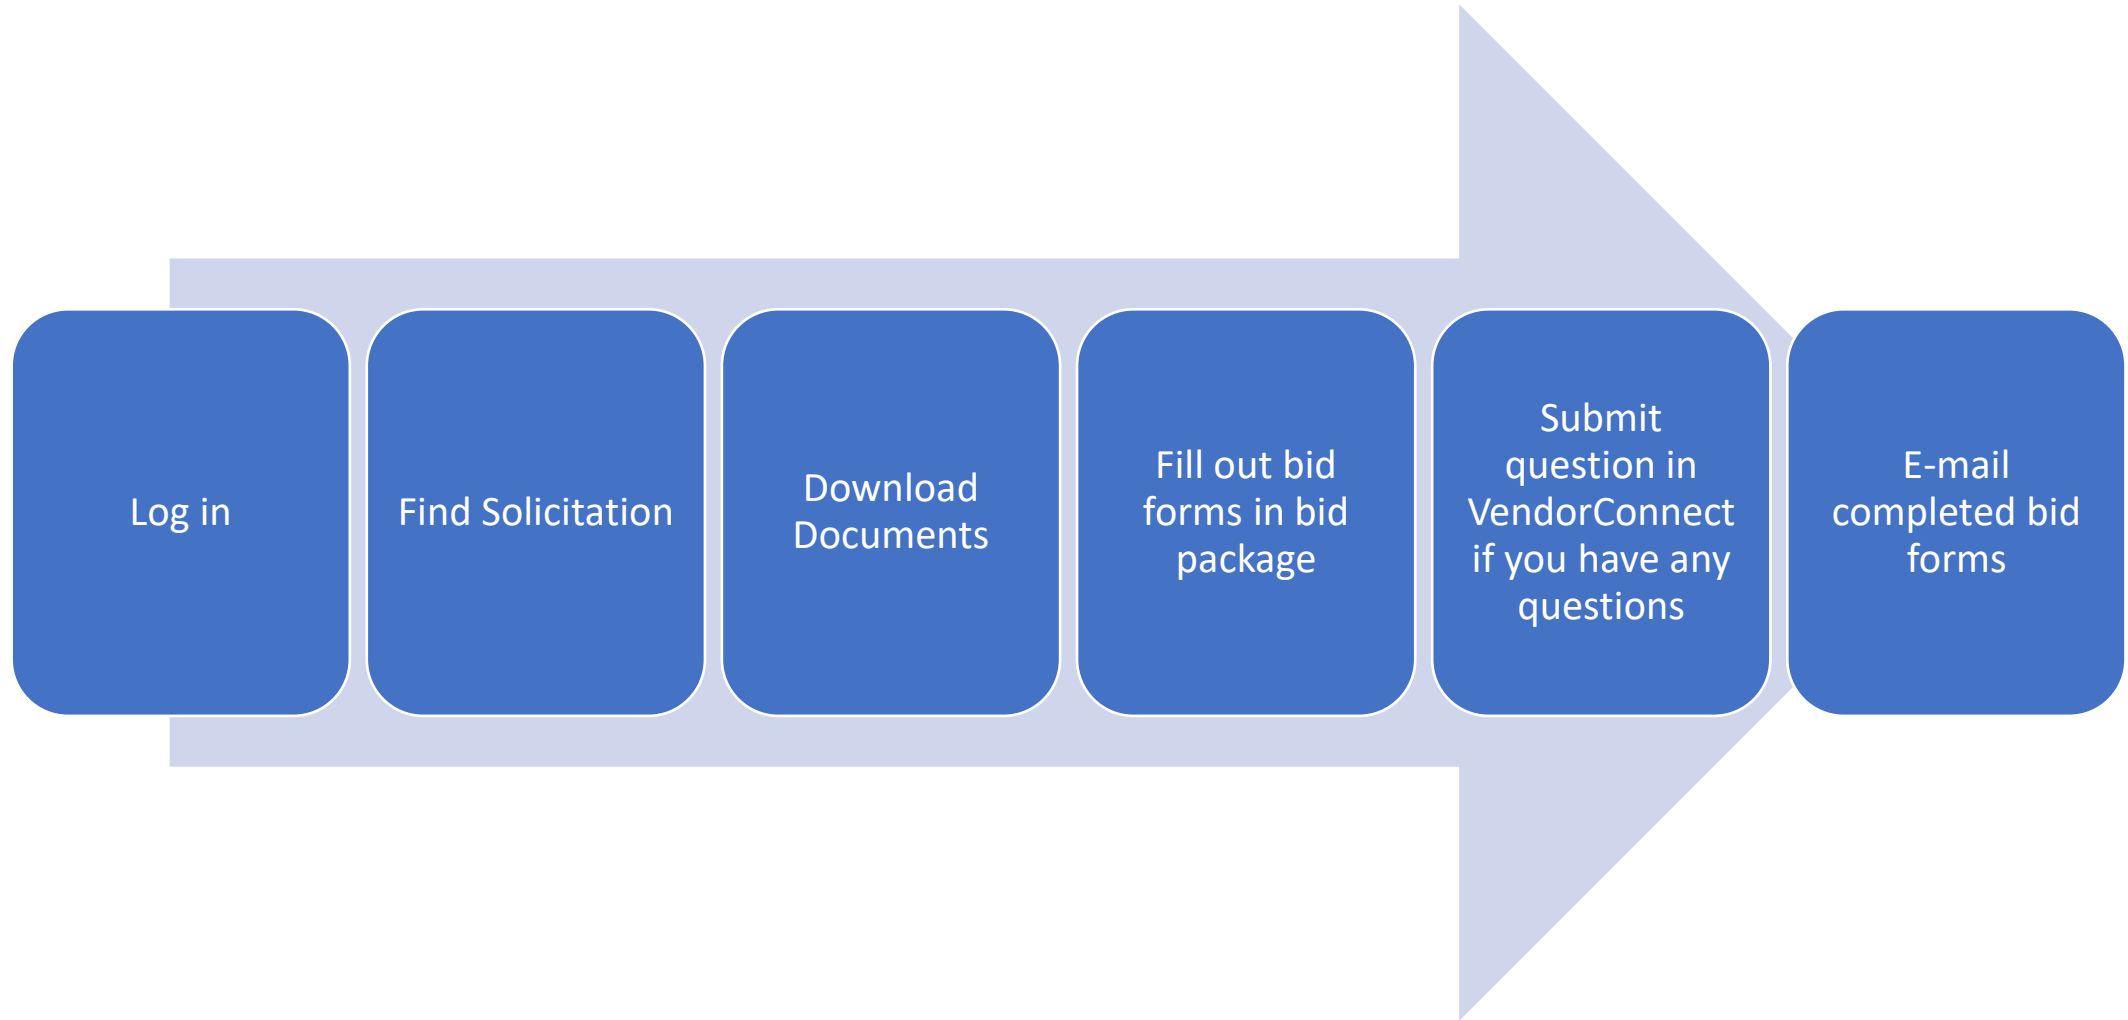 Log in
Find Solicitation
Download
Documents
Fill out bid
forms in bid
package
Submit
question in
VendorConnect
if you have any
questions
E-mail
completed bid
forms